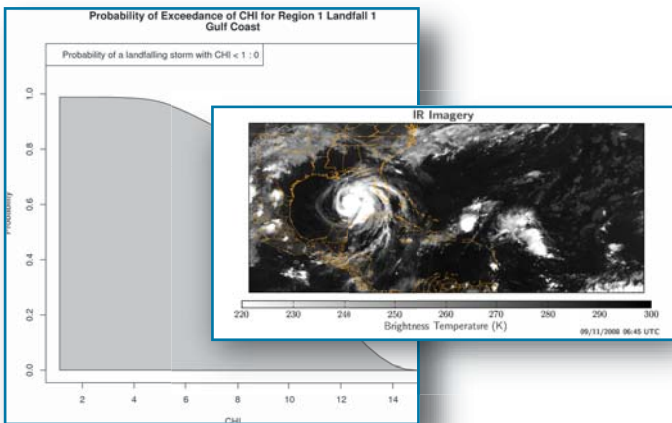 Probability of Exceedance of CHI for Region 1 Landfall 1
Gulf Coast
Probability of a landfalling storm with CHI < 1 : 0
Probability
1.0
0.8
0.6
0.4
0.2
0.0
2
4
6
8
10
12
14
CHI
IR Imagery
220
230
240
250
260
270
280
290
300
Brightness Temperature (K)
09/11/2008 06:45 UTC